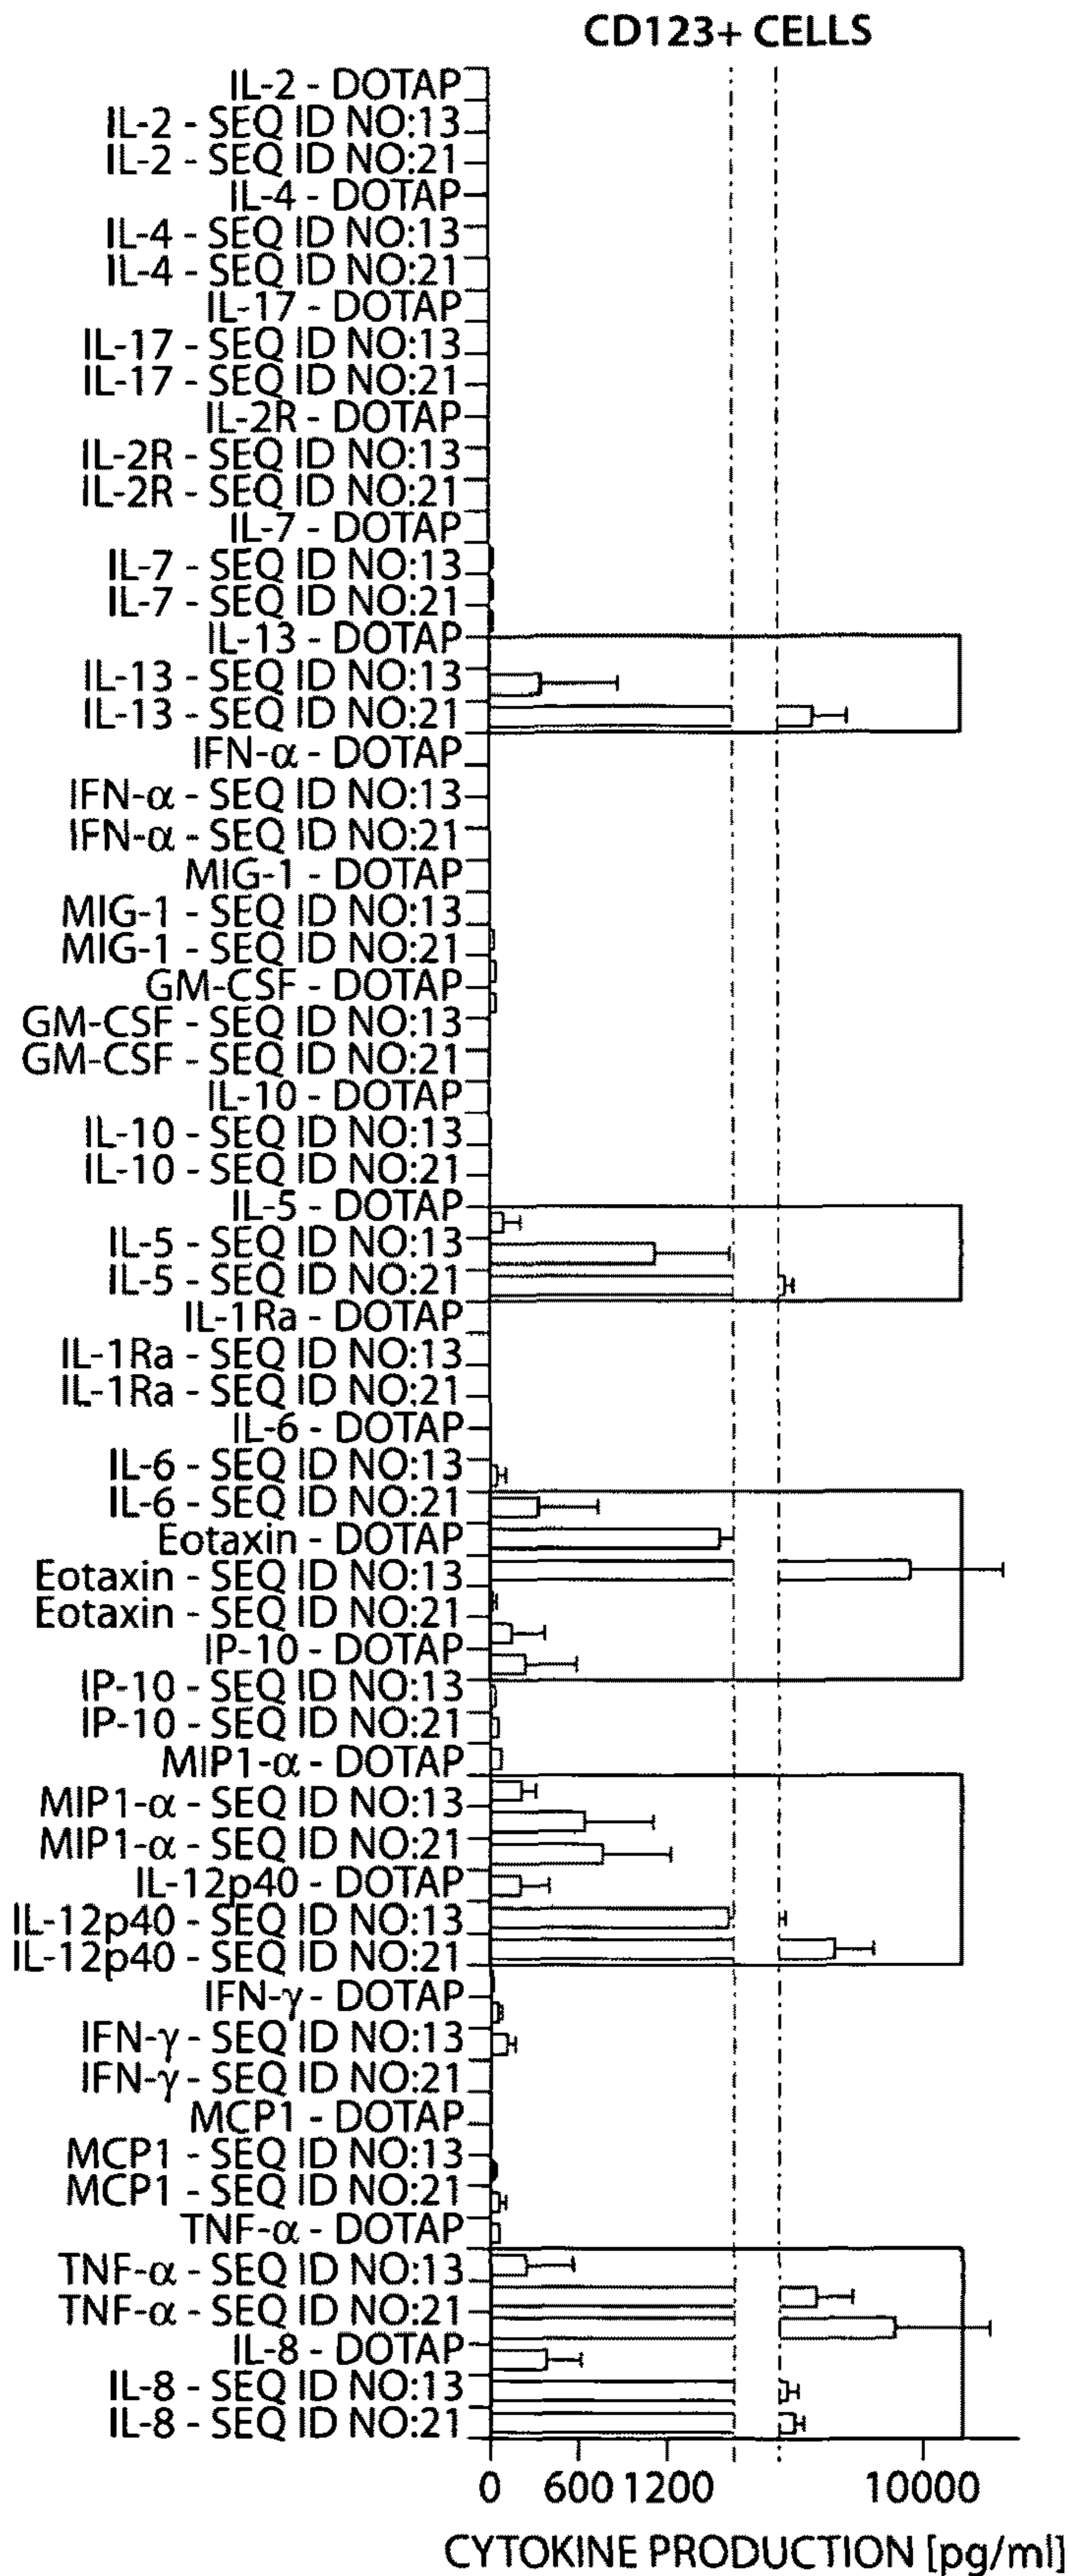 CD123+ CELLS
IL-2 - DOTAP
IL-2 - SEQ ID NO:13
IL-2 - SEQ ID NO:21
IL-4 - DOTAP
IL-4 - SEQ ID NO:13
IL-4 - SEQ ID NO:21
IL-17 - DOTAP
IL-17 - SEQ ID NO:13
IL-17 - SEQ ID NO:21
IL-2R - DOTAP
IL-2R - SEQ ID NO:13
IL-2R - SEQ ID NO:21
IL-7 - DOTAP
IL-7 - SEQ ID NO:13
IL-7 - SEQ ID NO:21
IL-13 - DOTAP
IL-13 - SEQ ID NO:13
IL-13 - SEQ ID NO:21
IFN-α - DOTAP
IFN-α - SEQ ID NO:13
IFN-α - SEQ ID NO:21
MIG-1 - DOTAP
MIG-1 - SEQ ID NO:13
MIG-1 - SEQ ID NO:21
GM-CSF - DOTAP
GM-CSF - SEQ ID NO:13
GM-CSF - SEQ ID NO:21
IL-10 - DOTAP
IL-10 - SEQ ID NO:13
IL-10 - SEQ ID NO:21
IL-5 - DOTAP
IL-5 - SEQ ID NO:13
IL-5 - SEQ ID NO:21
IL-1Ra - DOTAP
IL-1Ra - SEQ ID NO:13
IL-1Ra - SEQ ID NO:21
IL-6 - DOTAP
IL-6 - SEQ ID NO:13
IL-6 - SEQ ID NO:21
Eotaxin - DOTAP
Eotaxin - SEQ ID NO:13
Eotaxin - SEQ ID NO:21
IP-10 - DOTAP
IP-10 - SEQ ID NO:13
IP-10 - SEQ ID NO:21
MIP1-α - DOTAP
MIP1-α - SEQ ID NO:13
MIP1-α - SEQ ID NO:21
IL-12p40 - DOTAP
IL-12p40 - SEQ ID NO:13
IL-12p40 - SEQ ID NO:21
IFN-γ - DOTAP
IFN-γ - SEQ ID NO:13
IFN-γ - SEQ ID NO:21
MCP1 - DOTAP
MCP1 - SEQ ID NO:13
MCP1 - SEQ ID NO:21
TNF-α - DOTAP
TNF-α - SEQ ID NO:13
TNF-α - SEQ ID NO:21
IL-8 - DOTAP
IL-8 - SEQ ID NO:13
IL-8 - SEQ ID NO:21
0 600 1200 10000
CYTOKINE PRODUCTION [pg/ml]